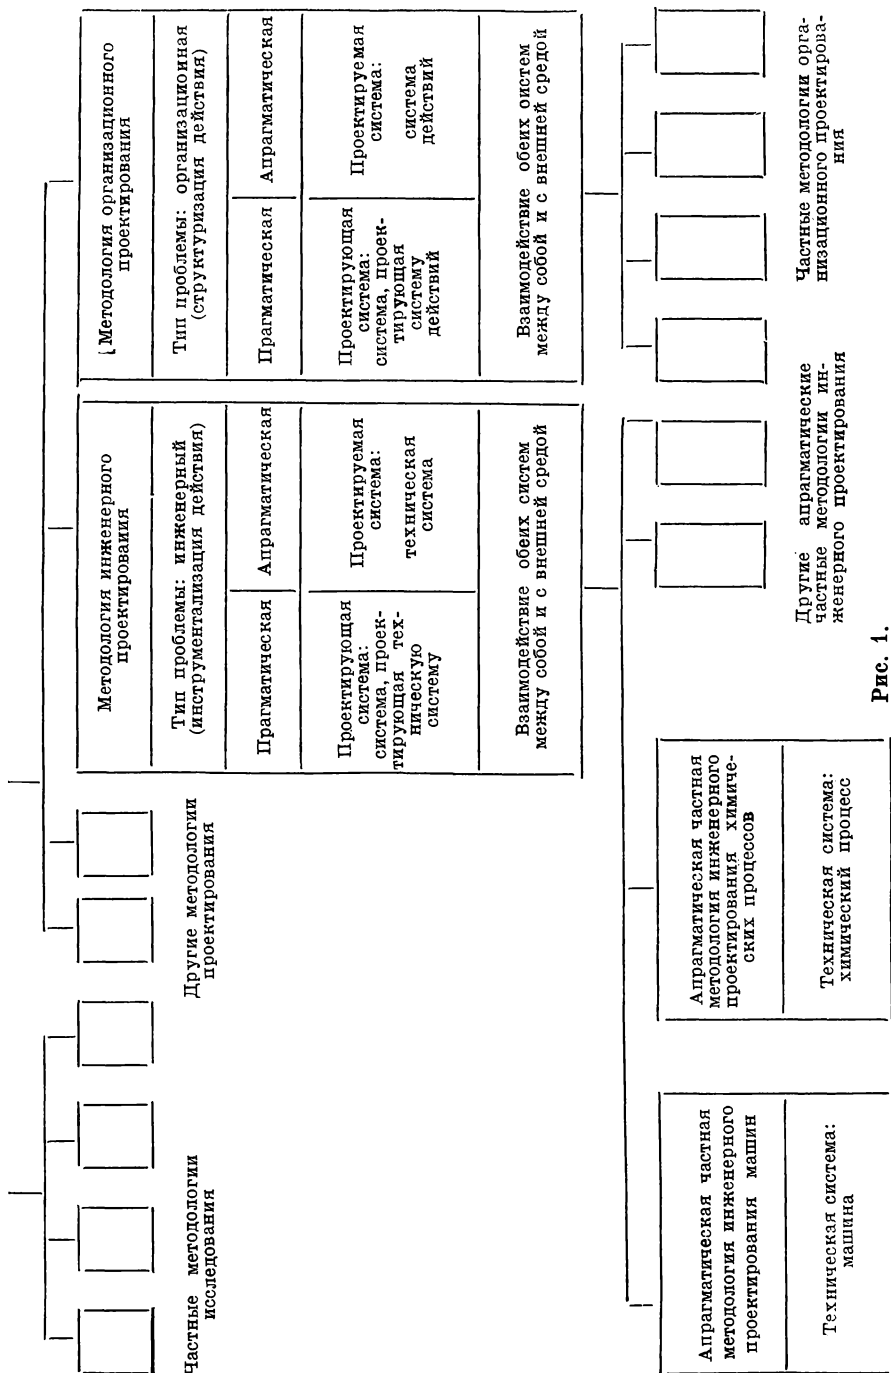 Частные методологии
исследования
Другие методологии
проектирования
Методология инженерного
проектирования
Тип проблемы: инженерный
(инструментализация действия)
Прагматическая
Апрагматическая
Проектирующая
система:
система, проек-
тирующая тех-
ническую
систему
Проектируемая
система:
техническая
система
Взаимодействие обеих систем
между собой и с внешней средой
Методология организационного
проектирования
Тип проблемы: организационная
(структуризация действия)
Прагматическая
Апрагматическая
Проектирующая
система:
система, проек-
тирующая
систему
действий
Проектируемая
система:
система
действий
Взаимодействие обеих оистем
между собой и с внешней средой
Апрагматическая частная
методология инженерного
проектирования машин
Техническая система:
машина
Апрагматическая частная
методология инженерного
проектирования химиче-
ских процессов
Техническая система:
химический процесс
Другие апрагматические
частные методологии ин-
женерного проектирования
Частные методологии орга-
низационного проектирова-
ния
Рис. 1.